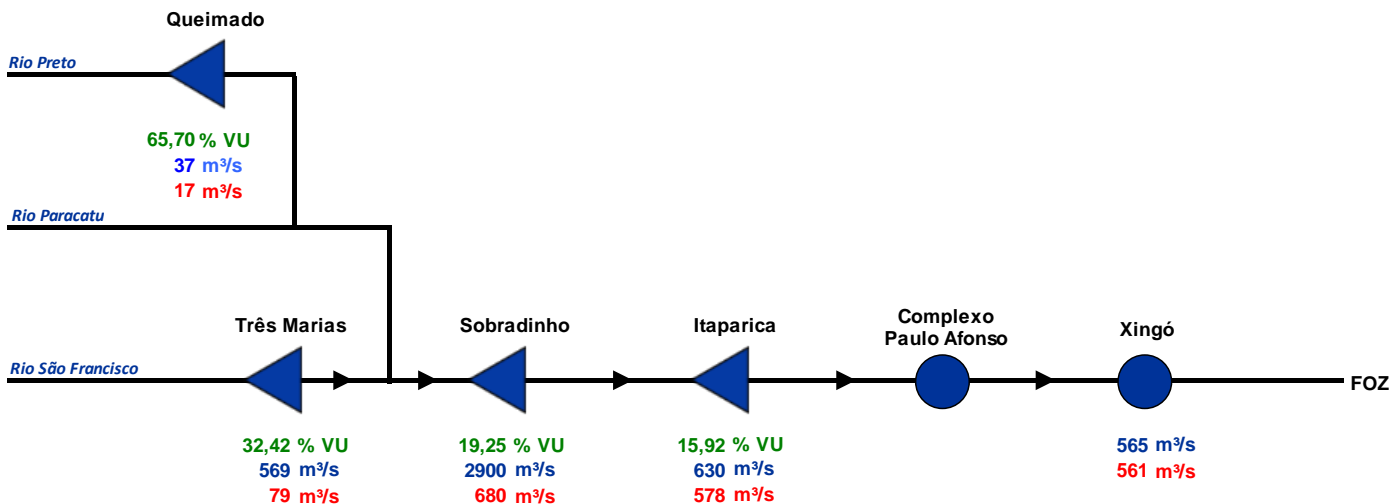 Queimado
Rio Preto
65,70 % VU
37 m³/s
17 m³/s
Rio Paracatu
Três Marias
Sobradinho
Itaparica
Complexo
Paulo Afonso
Xingó
Rio São Francisco
FOZ
32,42 % VU
569 m³/s
79 m³/s
19,25 % VU
2900 m³/s
680 m³/s
15,92 % VU
630 m³/s
578 m³/s
565 m³/s
561 m³/s